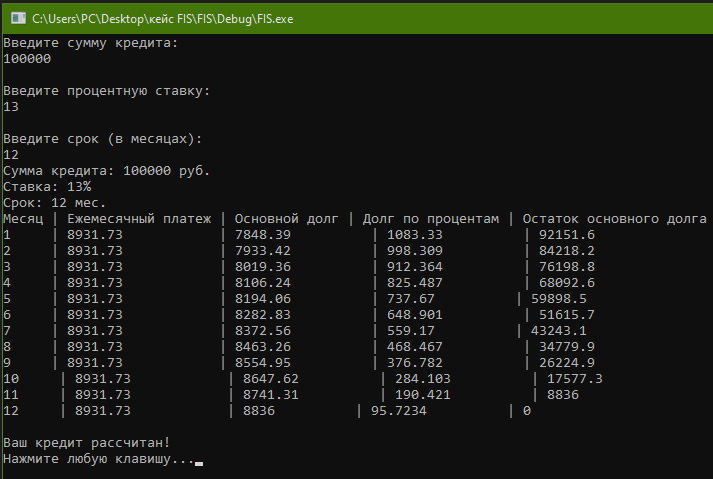 C:\Users\PC\Desktop\кейс FIS\FIS\Debug\FIS.exe
Введите сумму кредита:
100000
Введите процентную ставку:
13
Введите срок (в месяцах):
12
Сумма кредита: 100000 руб.
Ставка: 13%
Срок: 12 мес.
Месяц | Ежемесячный платеж | Основной долг | Долг по процентам | Остаток основного долга
1 | 8931.73 | 7848.39 | 1083.33 | 92151.6
2 | 8931.73 | 7933.42 | 998.309 | 84218.2
3 | 8931.73 | 8019.36 | 912.364 | 76198.8
4 | 8931.73 | 8106.24 | 825.487 | 68092.6
5 | 8931.73 | 8194.06 | 737.67 | 59898.5
6 | 8931.73 | 8282.83 | 648.901 | 51615.7
7 | 8931.73 | 8372.56 | 559.17 | 43243.1
8 | 8931.73 | 8463.26 | 468.467 | 34779.9
9 | 8931.73 | 8554.95 | 376.782 | 26224.9
10 | 8931.73 | 8647.62 | 284.103 | 17577.3
11 | 8931.73 | 8741.31 | 190.421 | 8836
12 | 8931.73 | 8836 | 95.7234 | 0
Ваш кредит рассчитан!
Нажмите любую клавишу...